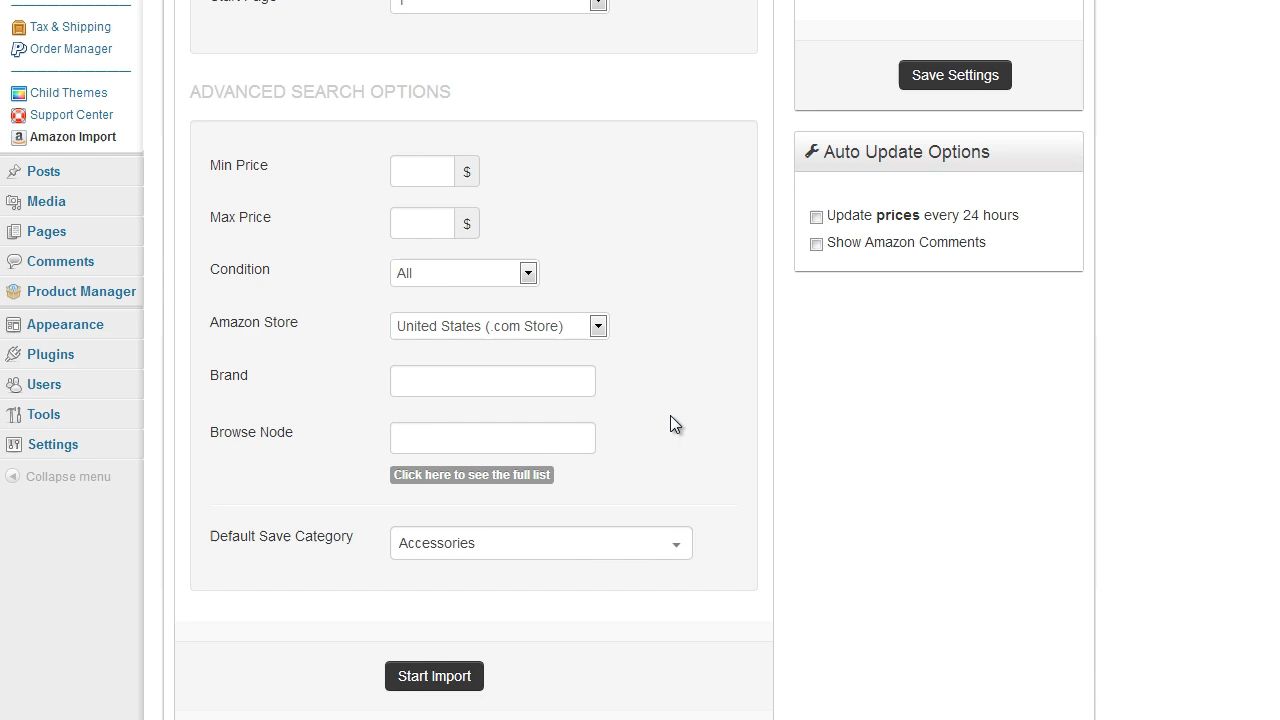 Tax & Shipping
Order Manager
Child Themes
Support Center
Amazon Import
Posts
Media
Pages
Comments
Product Manager
Appearance
Plugins
Users
Tools
Settings
Collapse menu
ADVANCED SEARCH OPTIONS
Min Price
$
Max Price
$
Condition
All
Amazon Store
United States (.com Store)
Brand
Browse Node
Click here to see the full list
Default Save Category
Accessories
Start Import
Save Settings
Auto Update Options
Update prices every 24 hours
Show Amazon Comments